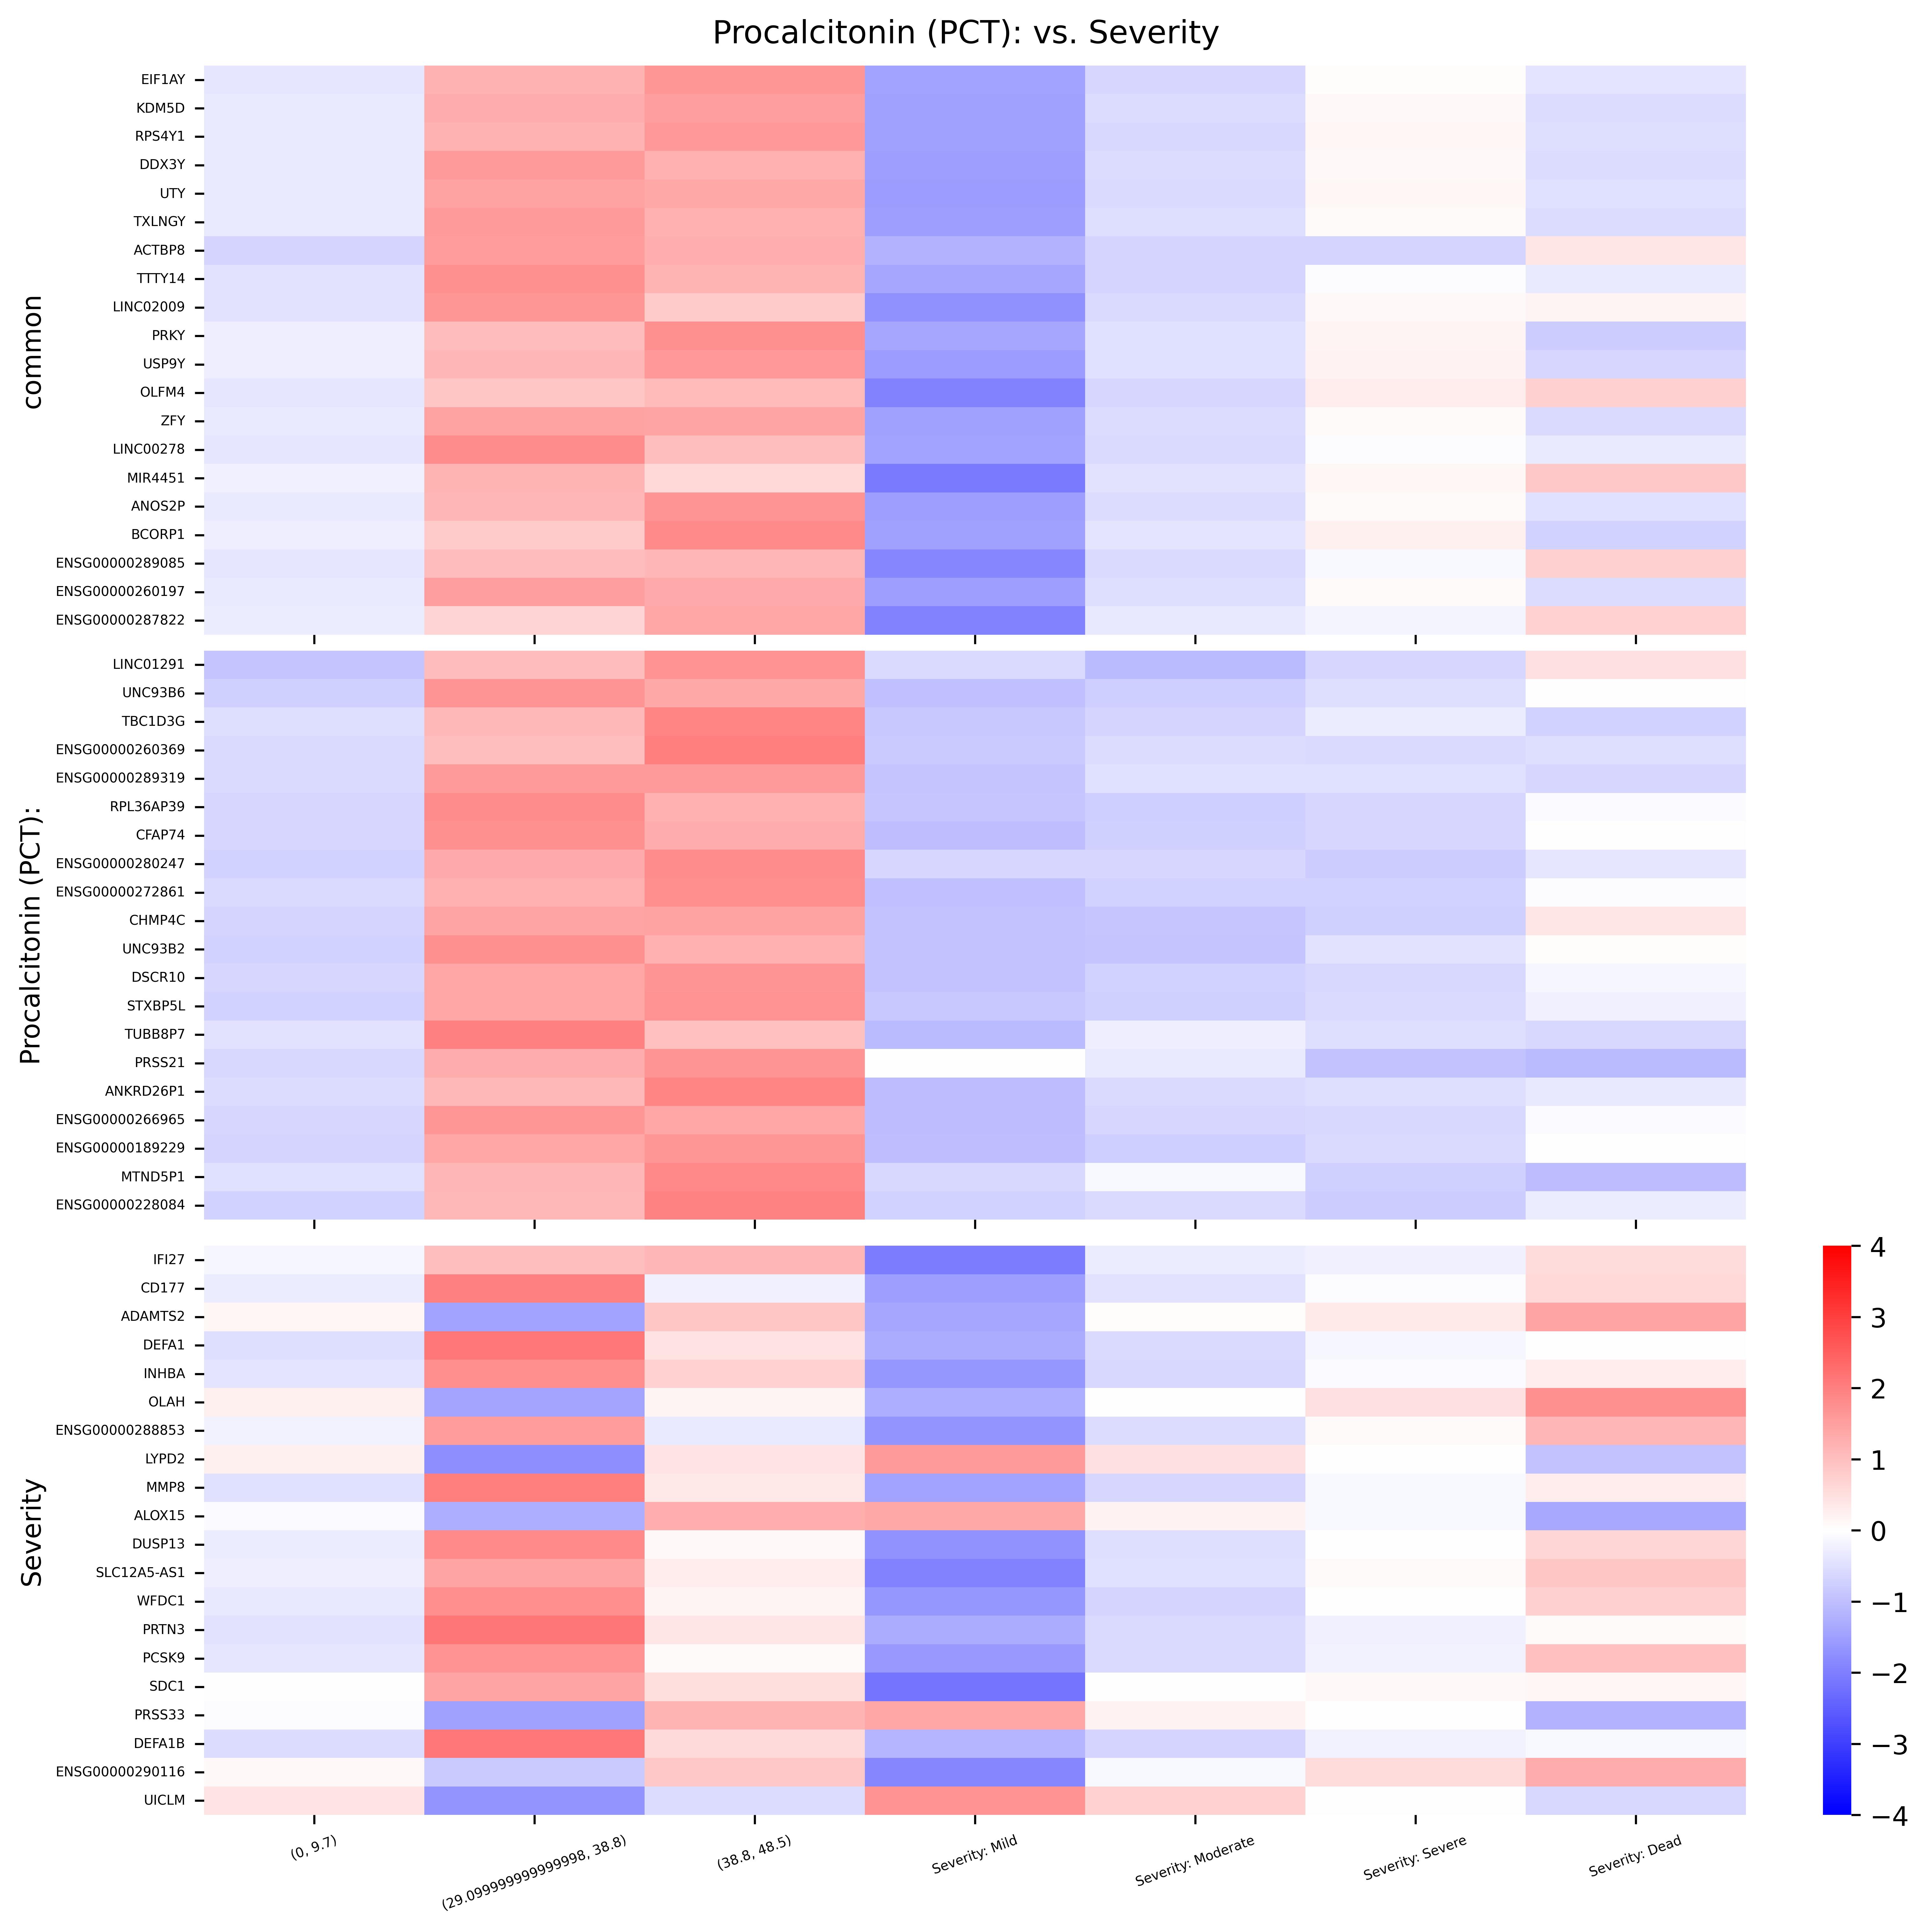 Procalcitonin (PCT): vs. Severity
common
EIF1AY
KDM5D
RPS4Y1
DDX3Y
UTY
TXLNGY
ACTBP8
TTTY14
LINC02009
PRKY
USP9Y
OLFM4
ZFY
LINC00278
MIR4451
ANOS2P
BCORP1
ENSG00000289085
ENSG00000260197
ENSG00000287822
Procalcitonin (PCT):
LINC01291
UNC93B6
TBC1D3G
ENSG00000260369
ENSG00000289319
RPL36AP39
CFAP74
ENSG00000280247
ENSG00000272861
CHMP4C
UNC93B2
DSCR10
STXBP5L
TUBB8P7
PRSS21
ANKRD26P1
ENSG00000266965
ENSG00000189229
MTND5P1
ENSG00000228084
Severity
IFI27
CD177
ADAMTS2
DEFA1
INHBA
OLAH
ENSG00000288853
LYPD2
MMP8
ALOX15
DUSP13
SLC12A5-AS1
WFDC1
PRTN3
PCSK9
SDC1
PRSS33
DEFA1B
ENSG00000290116
UICLM
(0, 9.7)
(29.099999999999998, 38.8)
(38.8, 48.5)
Severity: Mild
Severity: Moderate
Severity: Severe
Severity: Dead
4
3
2
1
0
−1
−2
−3
−4